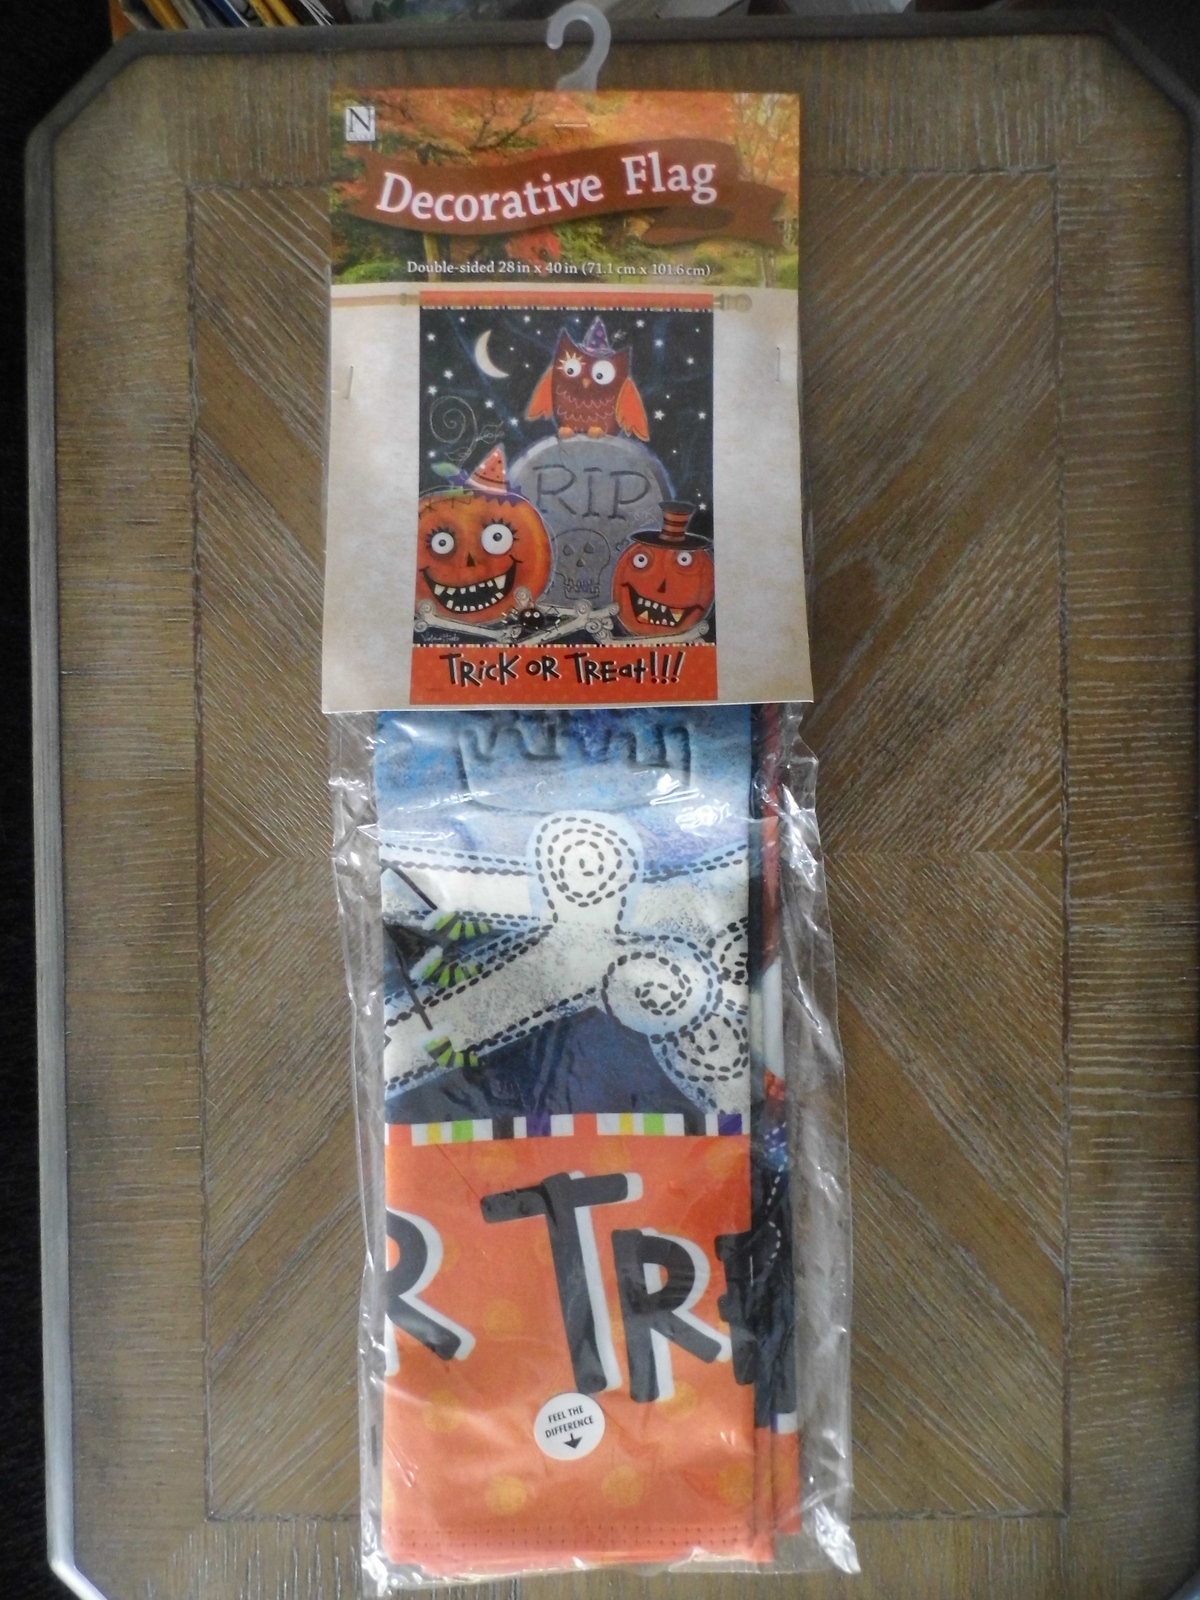 N
Decorative Flag
Double-sided 28 in x 40 in (71.1 cm x 101.6 cm)
RIP
TRick OR TREat!!!
R TRE
FEEL THE
DIFFERENCE